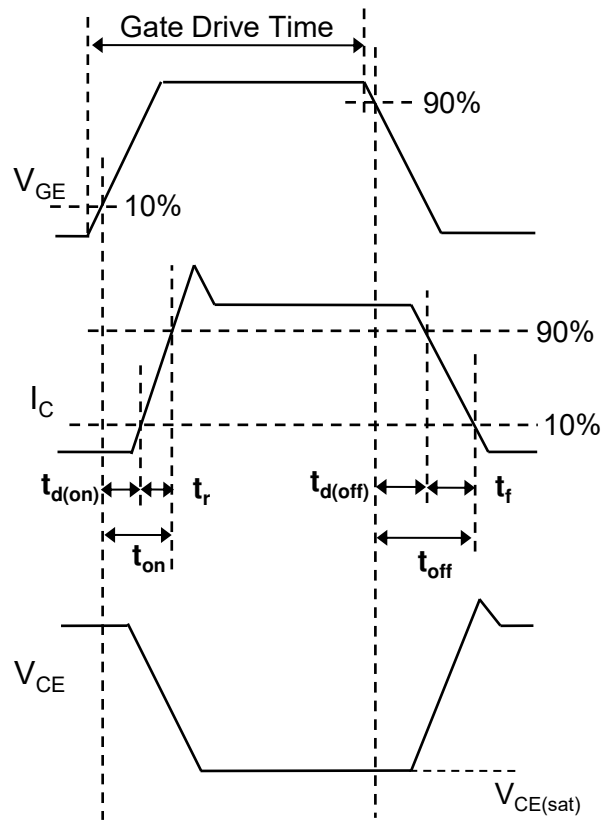 Gate Drive Time
90%
V_GE
10%
90%
I_C
10%
t_d(on)
t_r
t_d(off)
t_f
t_on
t_off
V_CE
V_CE(sat)